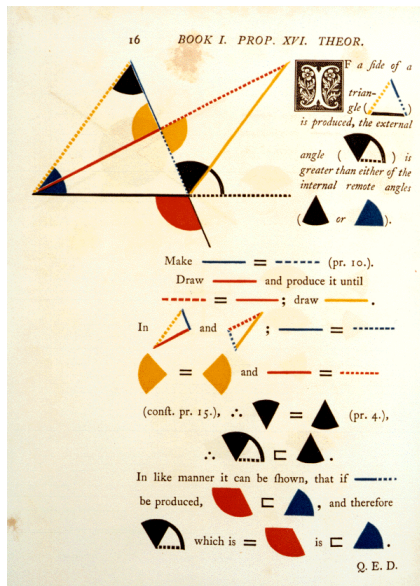 16 BOOK I. PROP. XVI. THEOR.
IF a ſide of a
trian-
gle ( )
is produced, the external
angle ( ) is
greater than either of the
internal remote angles
( or ).
Make = (pr. 10.).
Draw and produce it until
= ; draw .
In and ; =
= and =
(conſt. pr. 15.), ∴ = (pr. 4.),
∴ ⊏ .
In like manner it can be ſhown, that if
be produced, ⊏ , and therefore
which is = is ⊏ .
Q. E. D.